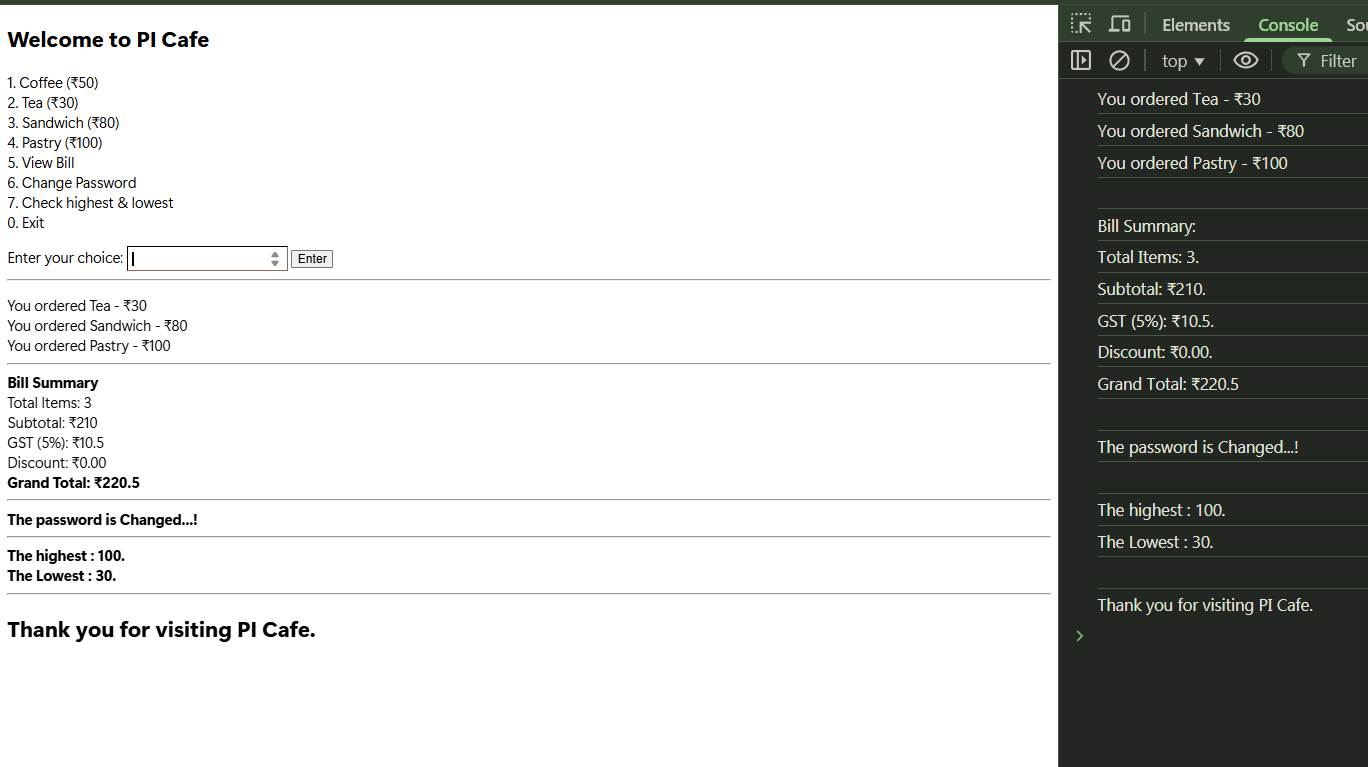 Welcome to PI Cafe
1. Coffee (₹50)
2. Tea (₹30)
3. Sandwich (₹80)
4. Pastry (₹100)
5. View Bill
6. Change Password
7. Check highest & lowest
0. Exit
Enter your choice: Enter
You ordered Tea - ₹30
You ordered Sandwich - ₹80
You ordered Pastry - ₹100
Bill Summary
Total Items: 3
Subtotal: ₹210
GST (5%): ₹10.5
Discount: ₹0.00
Grand Total: ₹220.5
The password is Changed...!
The highest : 100.
The Lowest : 30.
Thank you for visiting PI Cafe.
Elements Console Sou
top Filter
You ordered Tea - ₹30
You ordered Sandwich - ₹80
You ordered Pastry - ₹100
Bill Summary:
Total Items: 3.
Subtotal: ₹210.
GST (5%): ₹10.5.
Discount: ₹0.00.
Grand Total: ₹220.5
The password is Changed...!
The highest : 100.
The Lowest : 30.
Thank you for visiting PI Cafe.